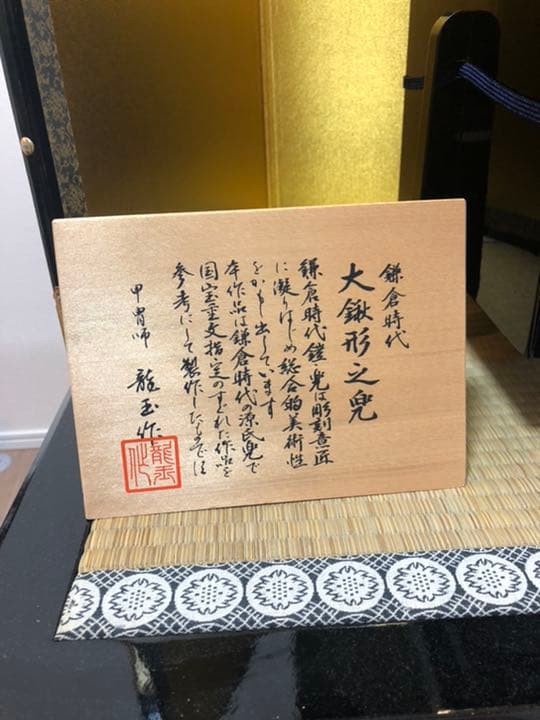 鎌倉時代
大鍬形之兜
鎌倉時代鎧・兜は彫刻意匠
に凝りはじめ総合的美術性
をかもし出しています
本作品は鎌倉時代の源氏兜で
国宝重文指定のすぐれた作品を
参考にして製作したものです
甲冑師 龍玉作
龍玉作